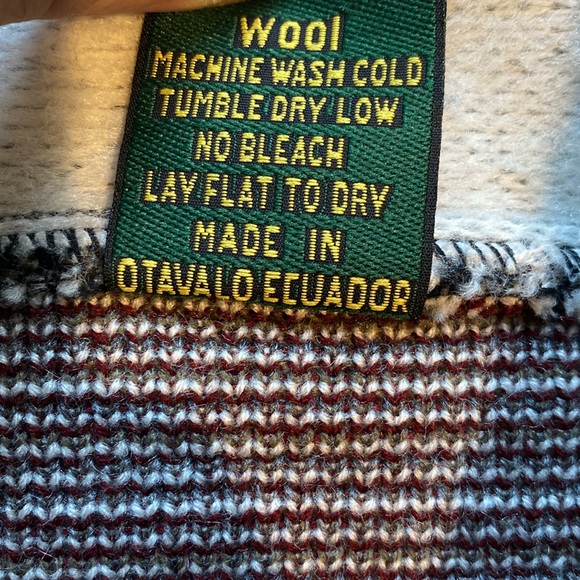 Wool
MACHINE WASH COLD
TUMBLE DRY LOW
NO BLEACH
LAY FLAT TO DRY
MADE IN
OTAVALO ECUADOR